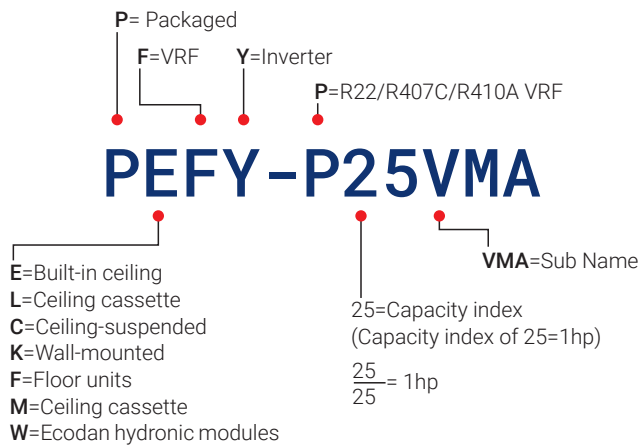 P= Packaged
F=VRF
Y=Inverter
P=R22/R407C/R410A VRF
PEFY-P25VMA
E=Built-in ceiling
L=Ceiling cassette
C=Ceiling-suspended
K=Wall-mounted
F=Floor units
M=Ceiling cassette
W=Ecodan hydronic modules
25=Capacity index
(Capacity index of 25=1hp)
25
25
= 1hp
VMA=Sub Name